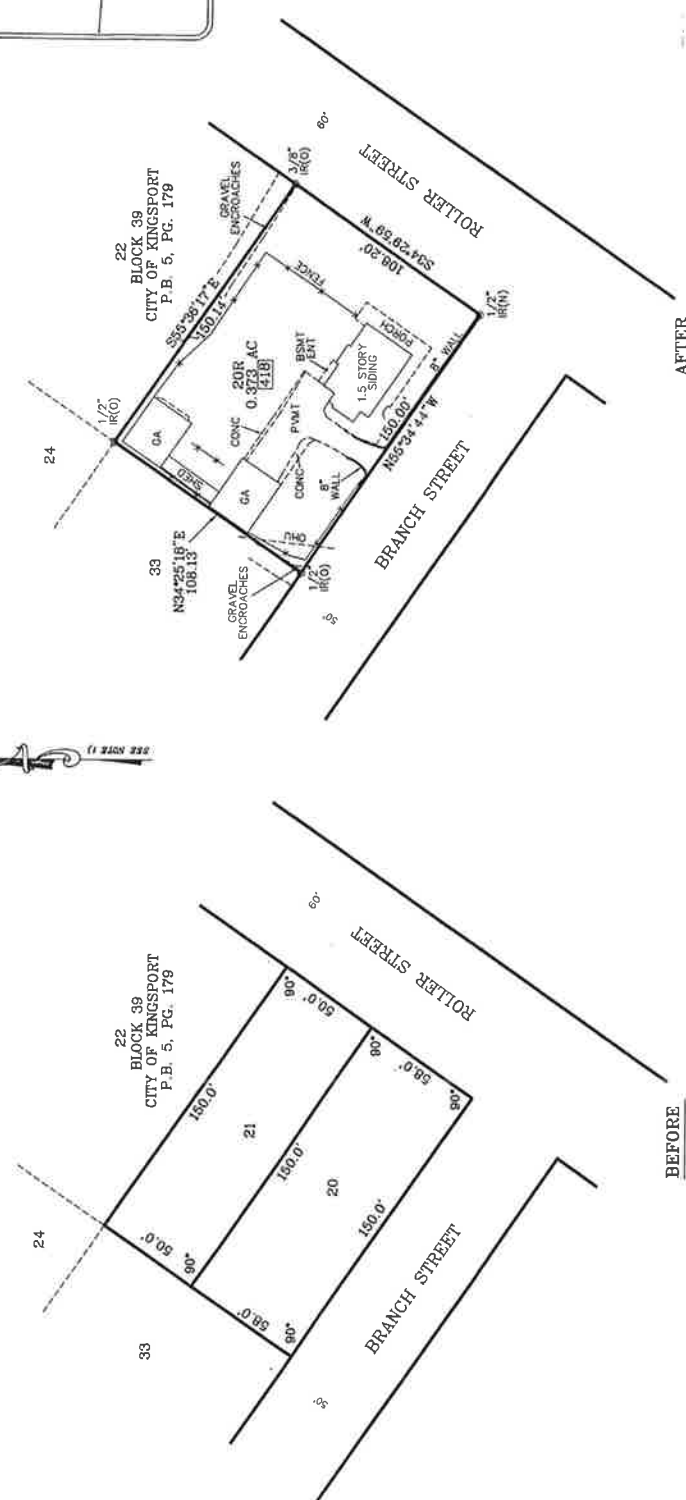 24
22
BLOCK 39
CITY OF KINGSPORT
P.B. 5, PG. 179
1/2"
IR(O)
S55°36'17"E
150.14'
GRAVEL
ENCROACHES
3/8"
IR(O)
60'
ROLLER STREET
S34°29'59"W
108.20'
33
N34°25'18"E
108.13'
GA
SHED
CONC
20R
0.373 AC
418
FENCE
BSMT
ENT
PVMT
GA
CONC
8"
WALL
OHU
1.5 STORY
SIDING
PORCH
8" WALL
1/2"
IR(N)
150.00'
N55°34'44"W
GRAVEL
ENCROACHES
1/2"
IR(O)
50'
BRANCH STREET
AFTER
SEE NOTE 1)
24
22
BLOCK 39
CITY OF KINGSPORT
P.B. 5, PG. 179
33
150.0'
50.0'
90°
21
90°
50.0'
150.0'
90°
20
58.0'
90°
58.0'
90°
150.0'
60'
ROLLER STREET
50'
BRANCH STREET
BEFORE